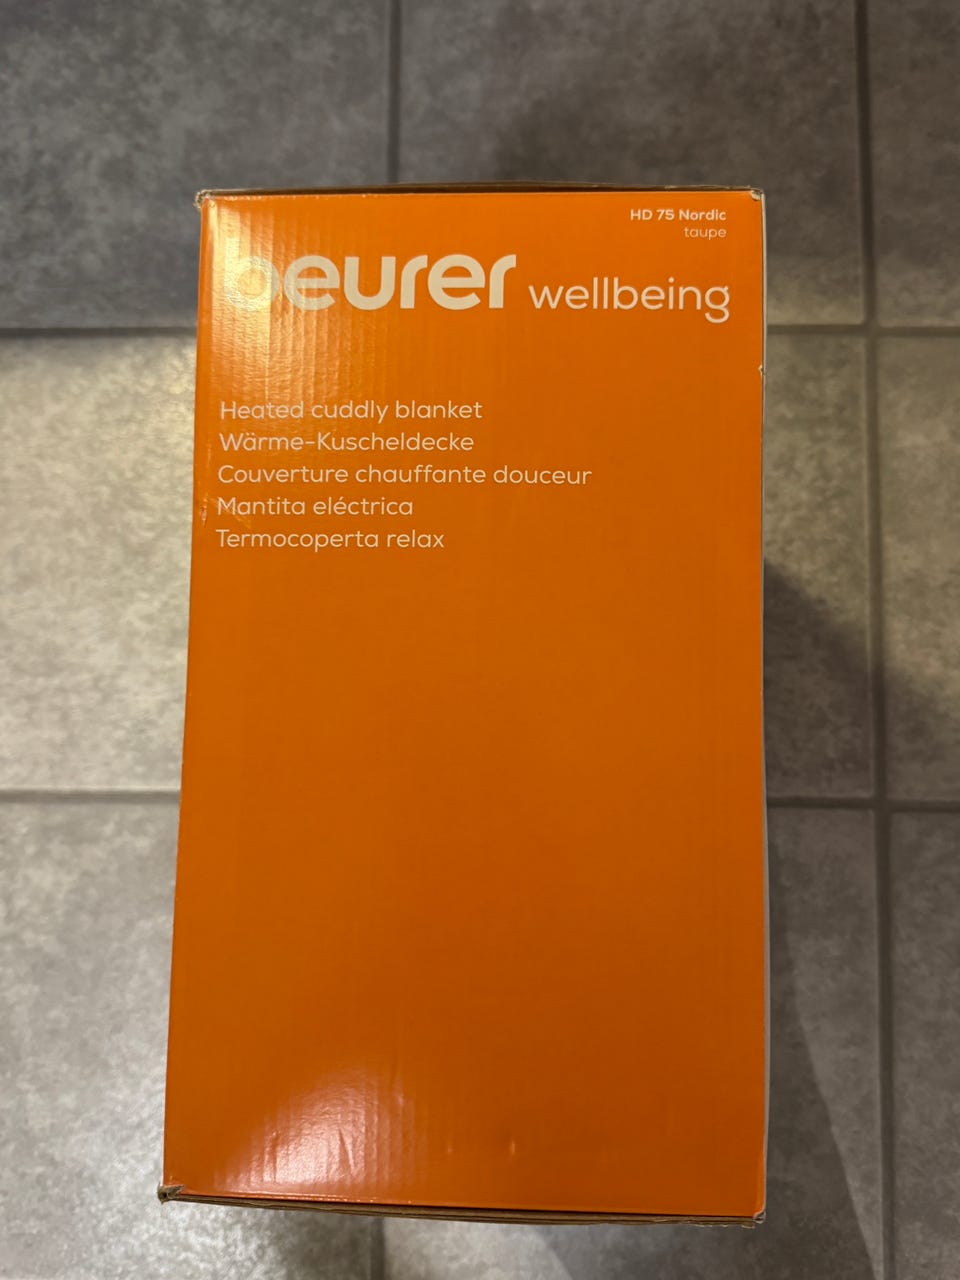 HD 75 Nordic
taupe
beurer wellbeing
Heated cuddly blanket
Wärme-Kuscheldecke
Couverture chauffante douceur
Mantita eléctrica
Termocoperta relax